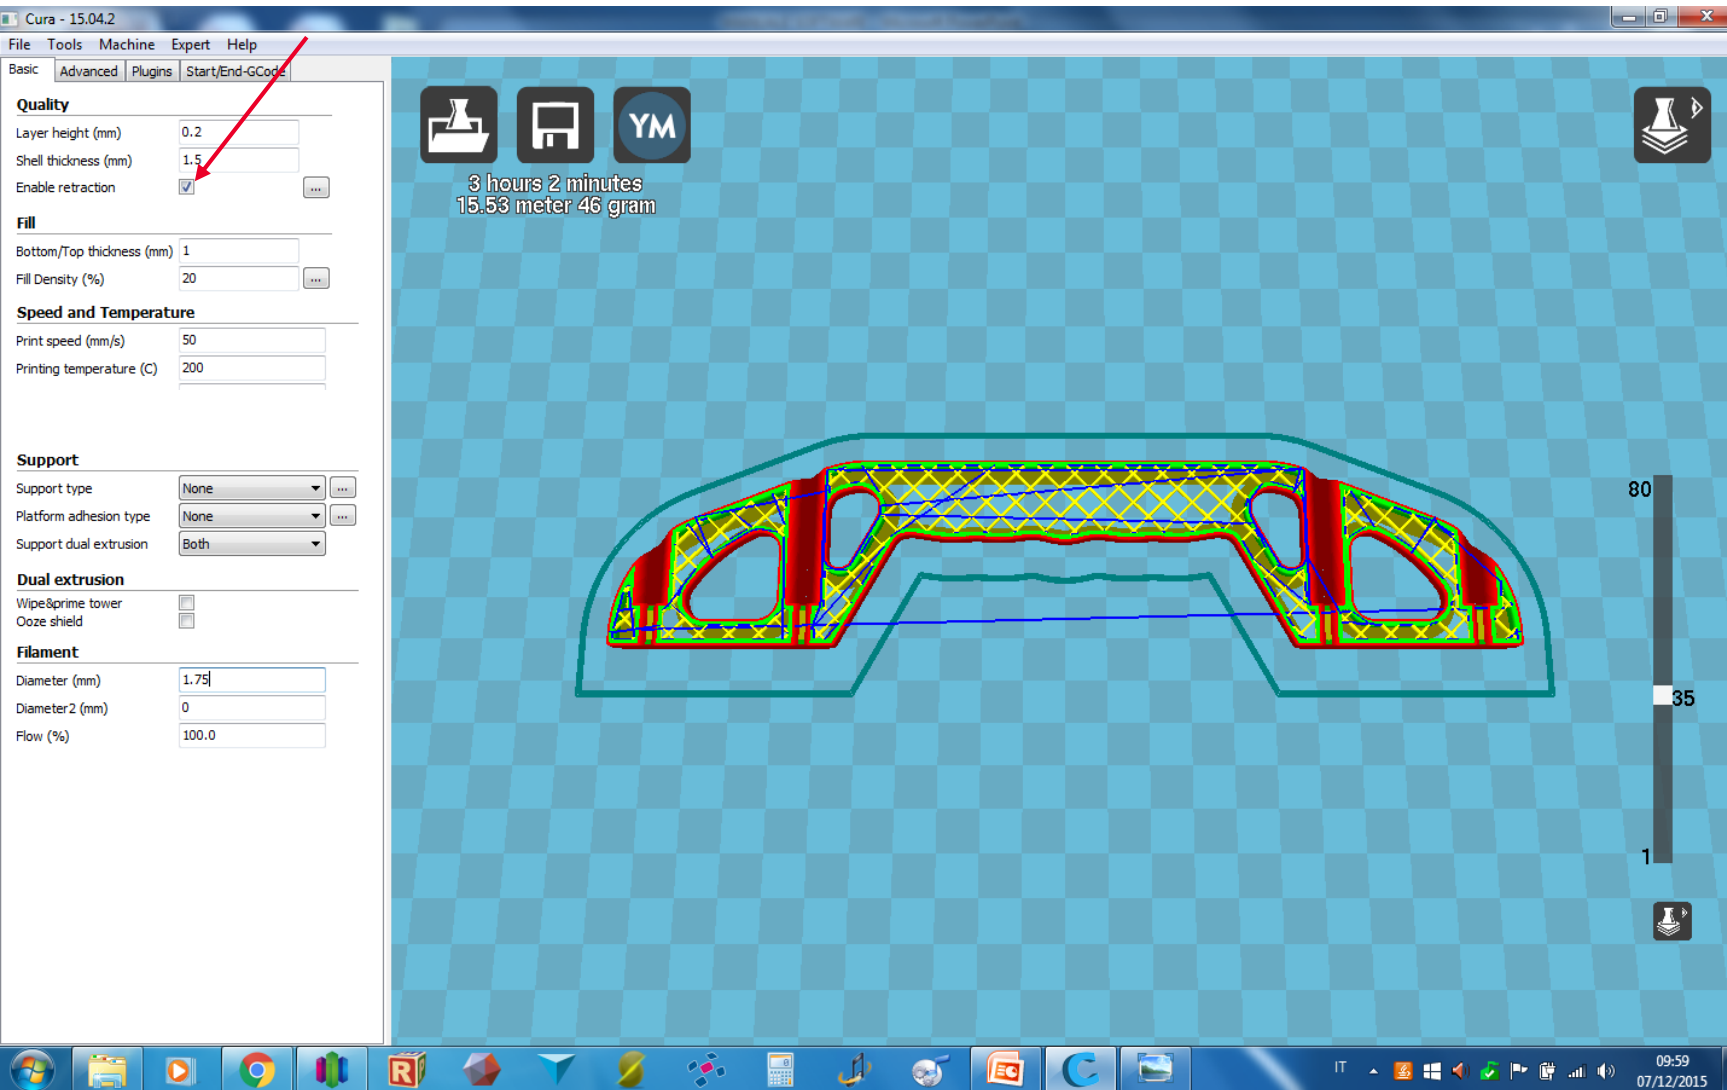 Cura - 15.04.2
File Tools Machine Expert Help
Basic Advanced Plugins Start/End-GCode
Quality
Layer height (mm) 0.2
Shell thickness (mm) 1.5
Enable retraction ...
Fill
Bottom/Top thickness (mm) 1
Fill Density (%) 20 ...
Speed and Temperature
Print speed (mm/s) 50
Printing temperature (C) 200
Support
Support type None ...
Platform adhesion type None ...
Support dual extrusion Both
Dual extrusion
Wipe&prime tower
Ooze shield
Filament
Diameter (mm) 1.75
Diameter2 (mm) 0
Flow (%) 100.0
YM
3 hours 2 minutes
15.53 meter 46 gram
80
35
1
IT
09:59
07/12/2015